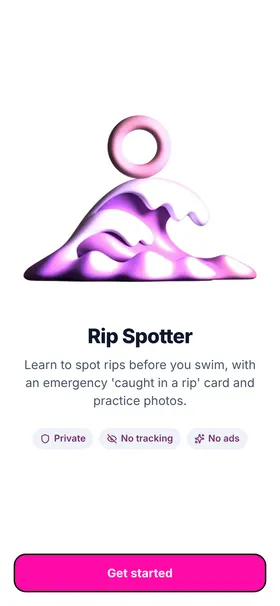 Rip Spotter
Learn to spot rips before you swim, with
an emergency 'caught in a rip' card and
practice photos.
Private
No tracking
No ads
Get started